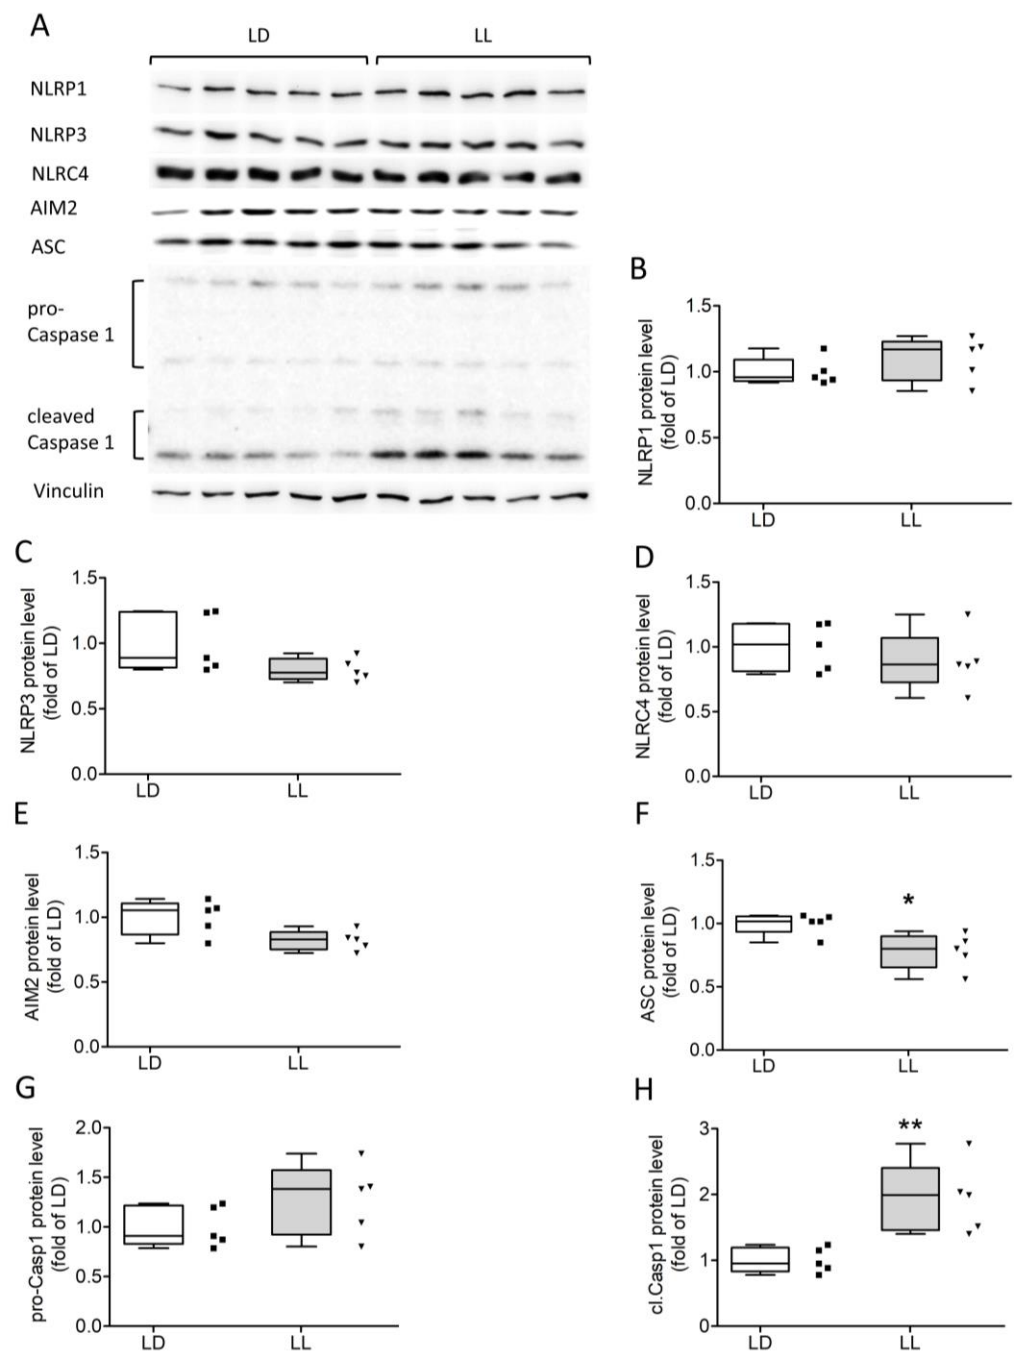 A
LD LL
NLRP1
NLRP3
NLRC4
AIM2
ASC
pro-
Caspase 1
cleaved
Caspase 1
Vinculin
B
NLRP1 protein level
(fold of LD)
1.5
1.0
0.5
0.0
LD LL
C
NLRP3 protein level
(fold of LD)
1.5
1.0
0.5
0.0
LD LL
D
NLRC4 protein level
(fold of LD)
1.5
1.0
0.5
0.0
LD LL
E
AIM2 protein level
(fold of LD)
1.5
1.0
0.5
0.0
LD LL
F
ASC protein level
(fold of LD)
1.5
1.0
0.5
0.0
*
LD LL
G
pro-Casp1 protein level
(fold of LD)
2.0
1.5
1.0
0.5
0.0
LD LL
H
cl.Casp1 protein level
(fold of LD)
3
2
1
0
**
LD LL